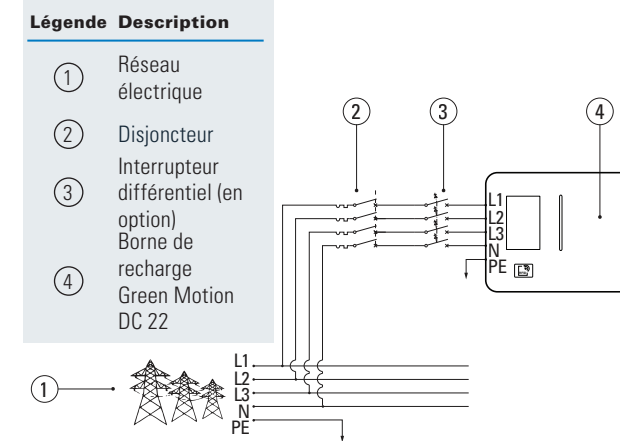 Légende Description
1 Réseau
électrique
2 Disjoncteur
3 Interrupteur
différentiel (en
option)
4 Borne de
recharge
Green Motion
DC 22
2 3 4
L1
L2
L3
N
PE
1
L1
L2
L3
N
PE